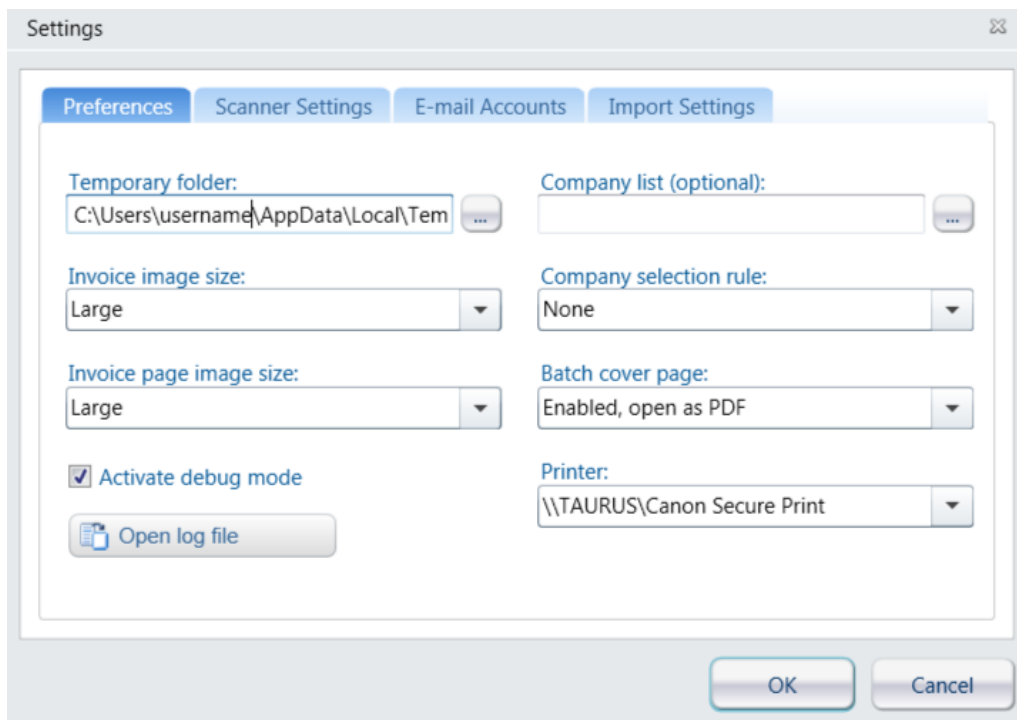 Settings
Preferences Scanner Settings E-mail Accounts Import Settings
Temporary folder: Company list (optional):
C:\Users\username\AppData\Local\Tem ... ...
Invoice image size: Company selection rule:
Large None
Invoice page image size: Batch cover page:
Large Enabled, open as PDF
Activate debug mode Printer:
\\TAURUS\Canon Secure Print
Open log file
OK Cancel